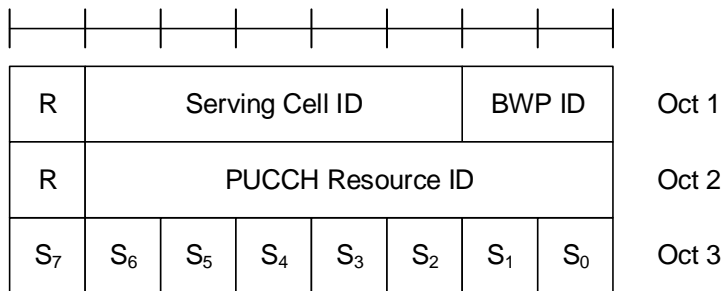 R Serving Cell ID BWP ID Oct 1
R PUCCH Resource ID Oct 2
S₇ S₆ S₅ S₄ S₃ S₂ S₁ S₀ Oct 3